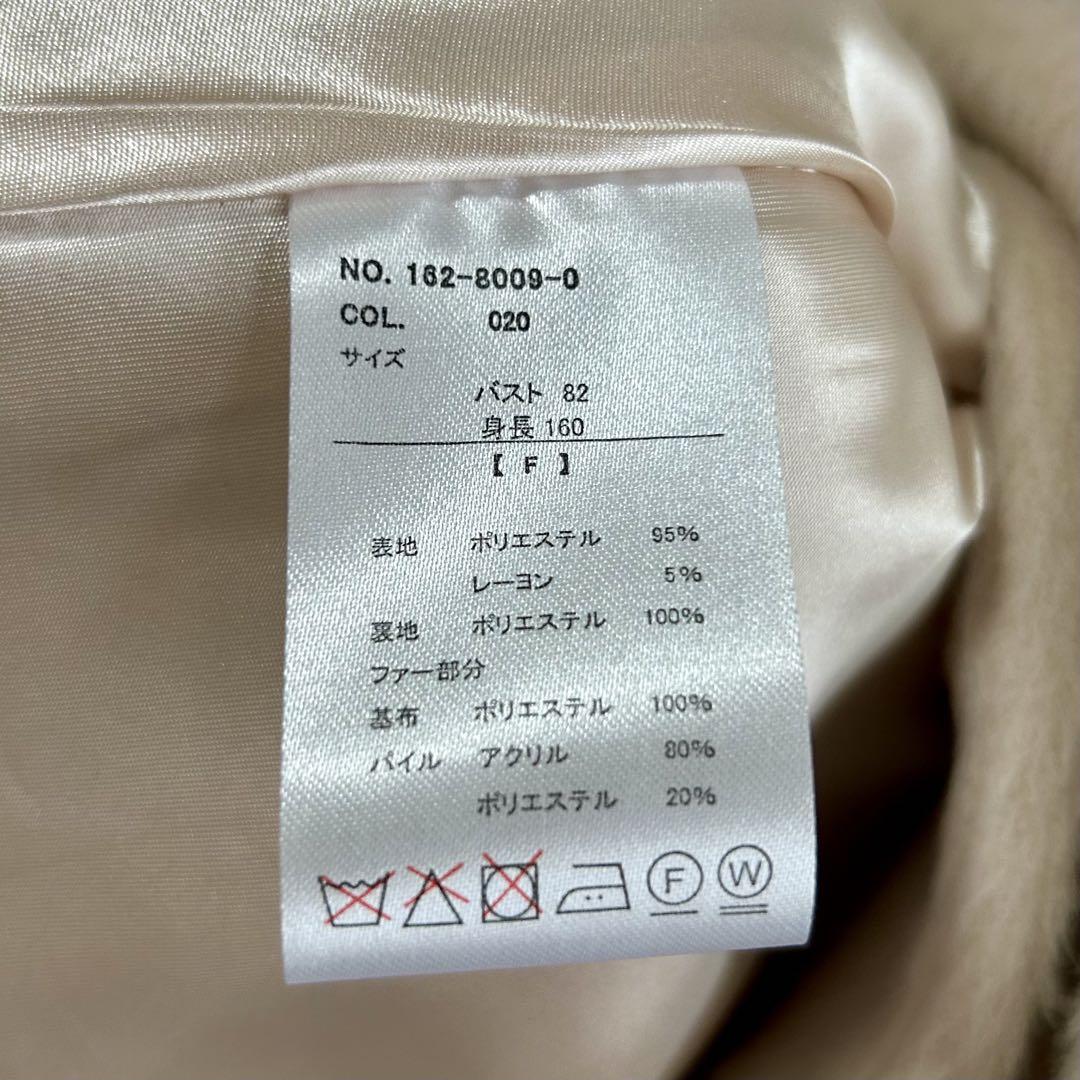 NO. 162-8009-0
COL. 020
サイズ
バスト 82
身長 160
【 F 】
表地 ポリエステル 95%
レーヨン 5%
裏地 ポリエステル 100%
ファー部分
基布 ポリエステル 100%
パイル アクリル 80%
ポリエステル 20%
F W